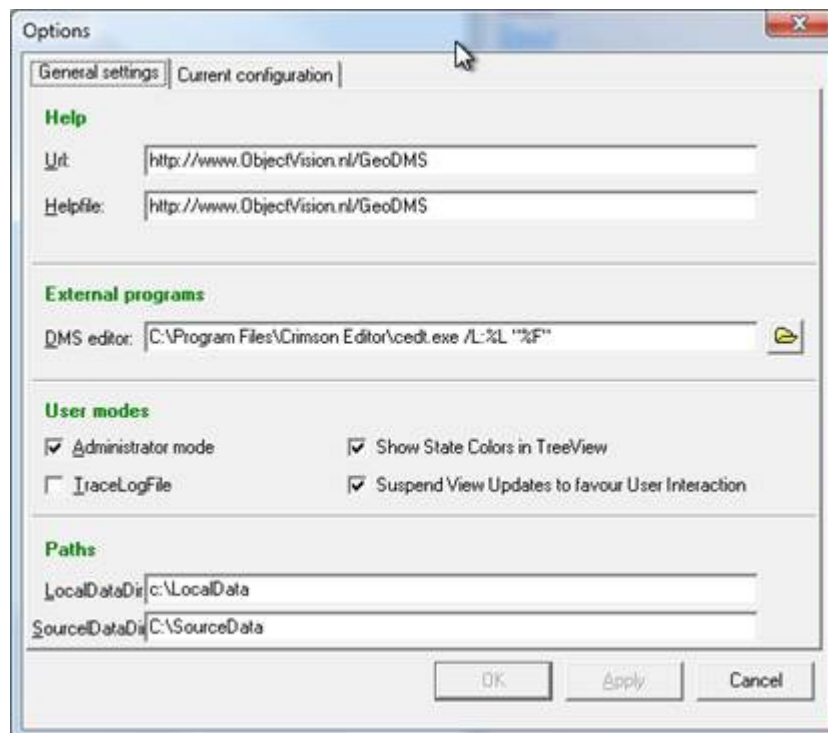 Options
General settings Current configuration
Help
Url: http://www.ObjectVision.nl/GeoDMS
Helpfile: http://www.ObjectVision.nl/GeoDMS
External programs
DMS editor: C:\Program Files\Crimson Editor\cedt.exe /L:%L "%F"
User modes
Administrator mode Show State Colors in TreeView
TraceLogFile Suspend View Updates to favour User Interaction
Paths
LocalDataDir c:\LocalData
SourceDataDi C:\SourceData
OK Apply Cancel